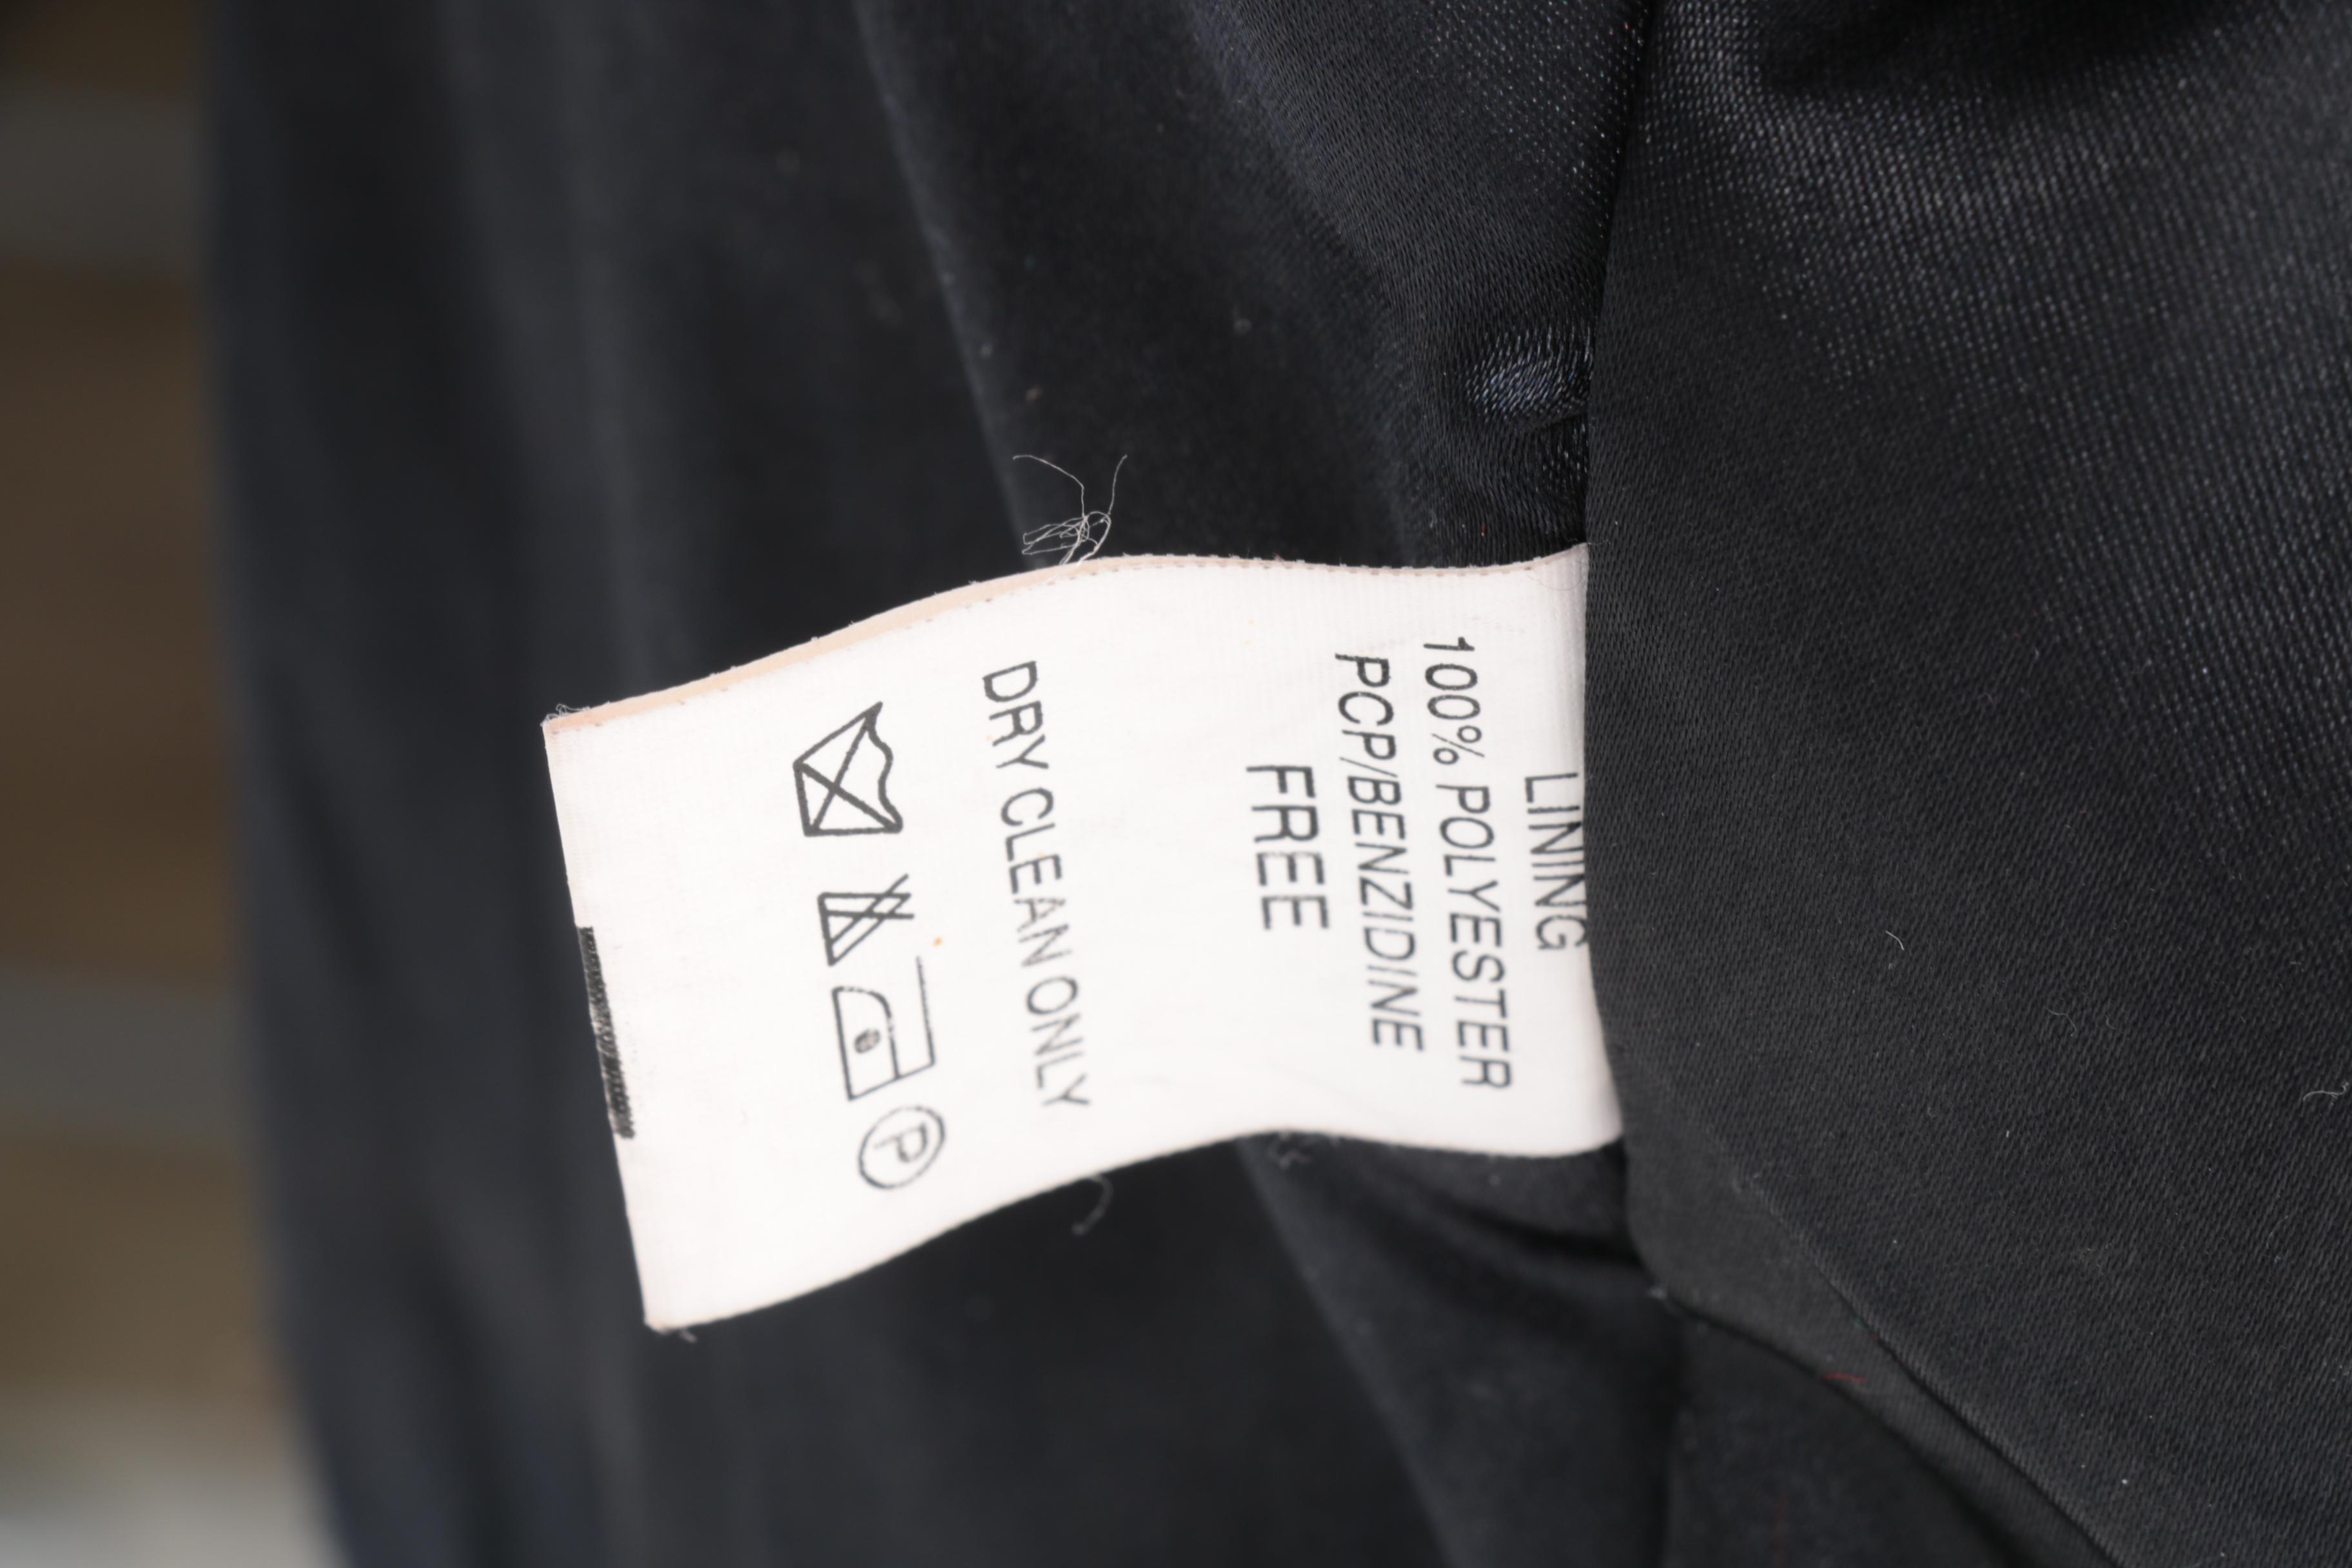 LINING
100% POLYESTER
PCP/BENZIDINE
FREE
DRY CLEAN ONLY
P